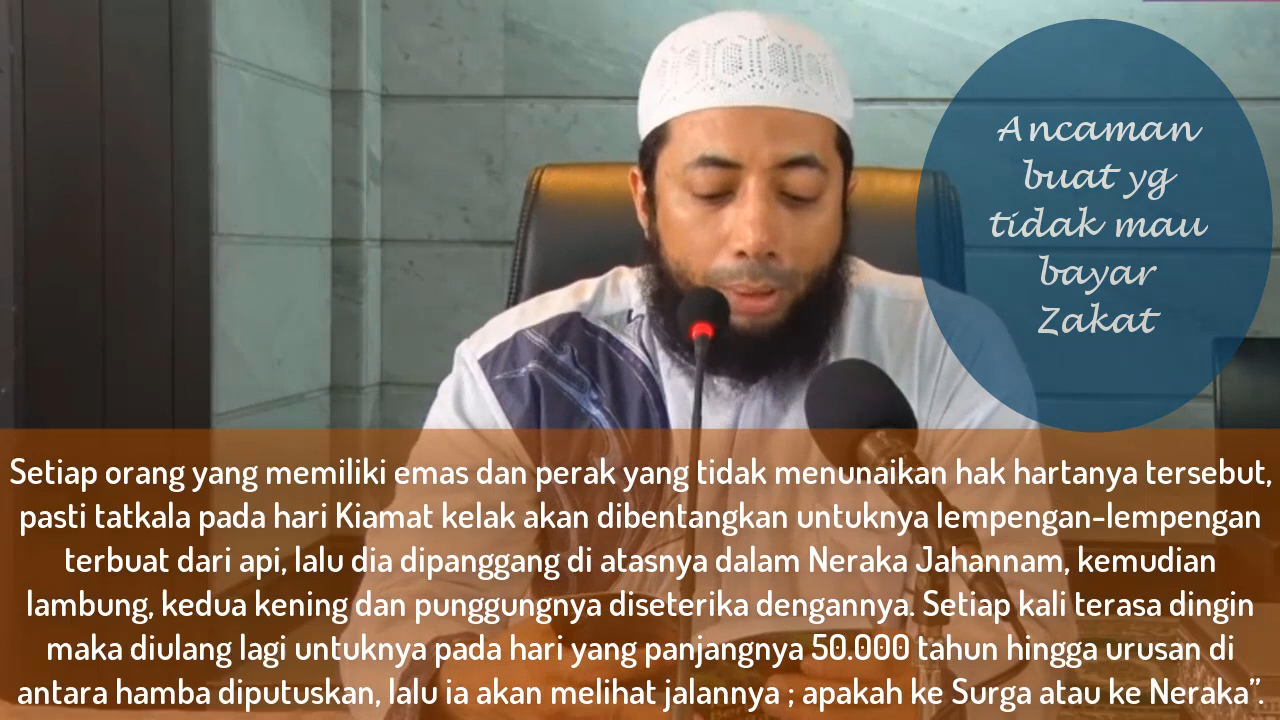 Ancaman
buat yg
tidak mau
bayar
Zakat
Setiap orang yang memiliki emas dan perak yang tidak menunaikan hak hartanya tersebut,
pasti tatkala pada hari Kiamat kelak akan dibentangkan untuknya lempengan-lempengan
terbuat dari api, lalu dia dipanggang di atasnya dalam Neraka Jahannam, kemudian
lambung, kedua kening dan punggungnya diseterika dengannya. Setiap kali terasa dingin
maka diulang lagi untuknya pada hari yang panjangnya 50.000 tahun hingga urusan di
antara hamba diputuskan, lalu ia akan melihat jalannya ; apakah ke Surga atau ke Neraka”.